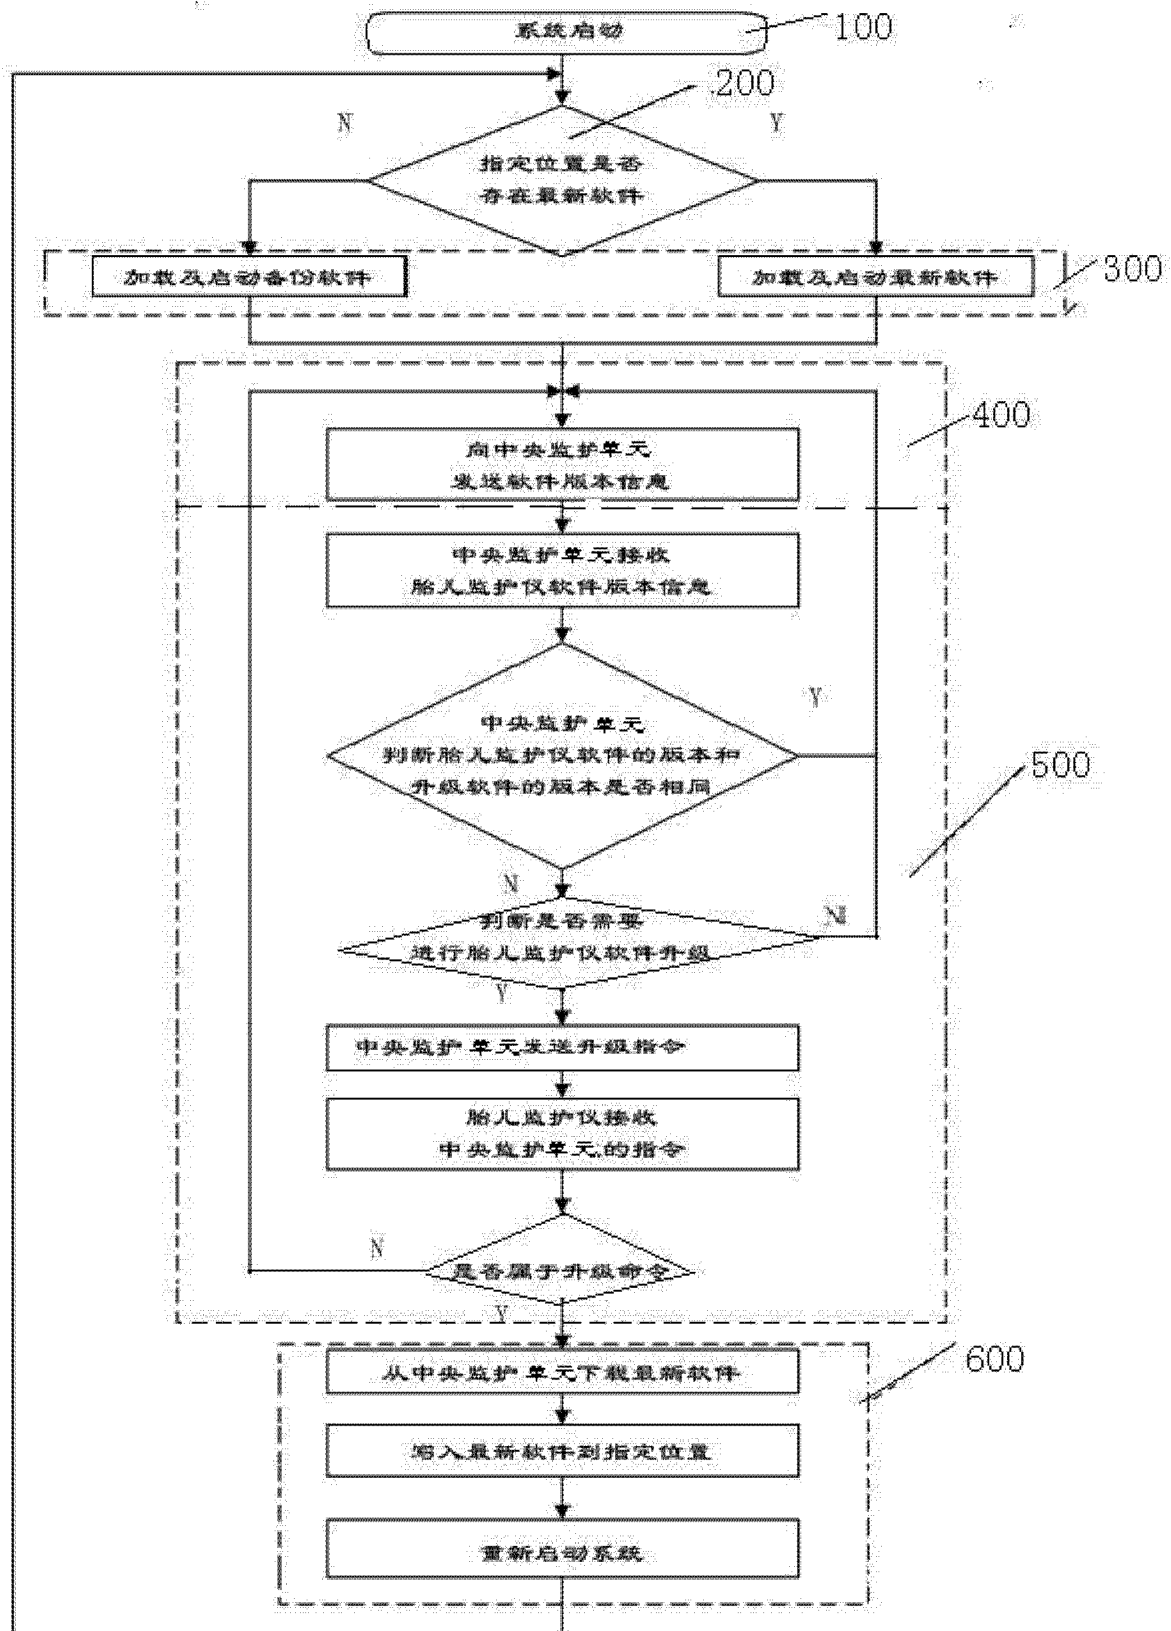 系统启动
100
200
N
Y
指定位置是否
存在最新软件
加载及启动备份软件
加载及启动最新软件
300
400
向中央监护单元
发送软件版本信息
中央监护单元接收
胎儿监护仪软件版本信息
Y
中央监护单元
判断胎儿监护仪软件的版本和
升级软件的版本是否相同
500
N
判断是否需要
进行胎儿监护仪软件升级
N
Y
中央监护单元发送升级指令
胎儿监护仪接收
中央监护单元的指令
N
是否属于升级命令
Y
600
从中央监护单元下载最新软件
写入最新软件到指定位置
重新启动系统